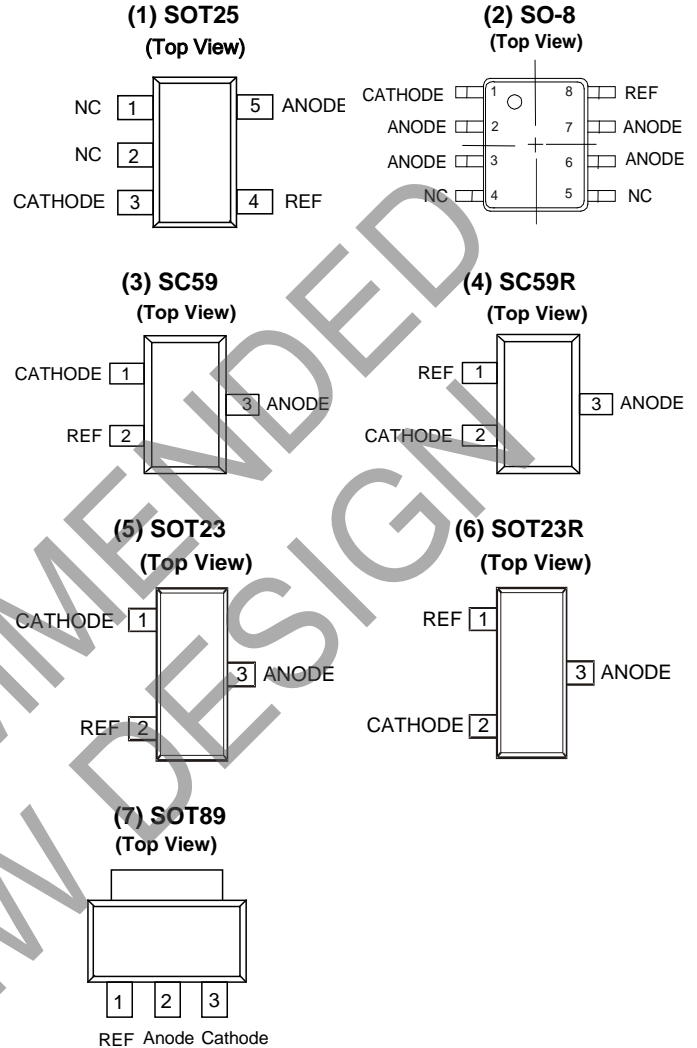 (1) SOT25
(Top View)
NC 1
5 ANODE
NC 2
CATHODE 3
4 REF
(2) SO-8
(Top View)
CATHODE 1
8 REF
ANODE 2
7 ANODE
ANODE 3
6 ANODE
NC 4
5 NC
(3) SC59
(Top View)
CATHODE 1
3 ANODE
REF 2
(4) SC59R
(Top View)
REF 1
3 ANODE
CATHODE 2
(5) SOT23
(Top View)
CATHODE 1
3 ANODE
REF 2
(6) SOT23R
(Top View)
REF 1
3 ANODE
CATHODE 2
(7) SOT89
(Top View)
1 2 3
REF Anode Cathode
MMENDED
W DESIGN